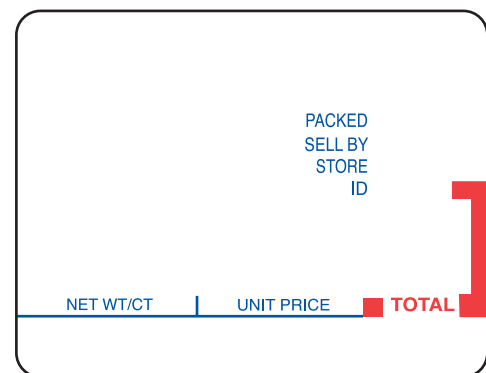 PACKED
SELL BY
STORE
ID
NET WT/CT UNIT PRICE TOTAL